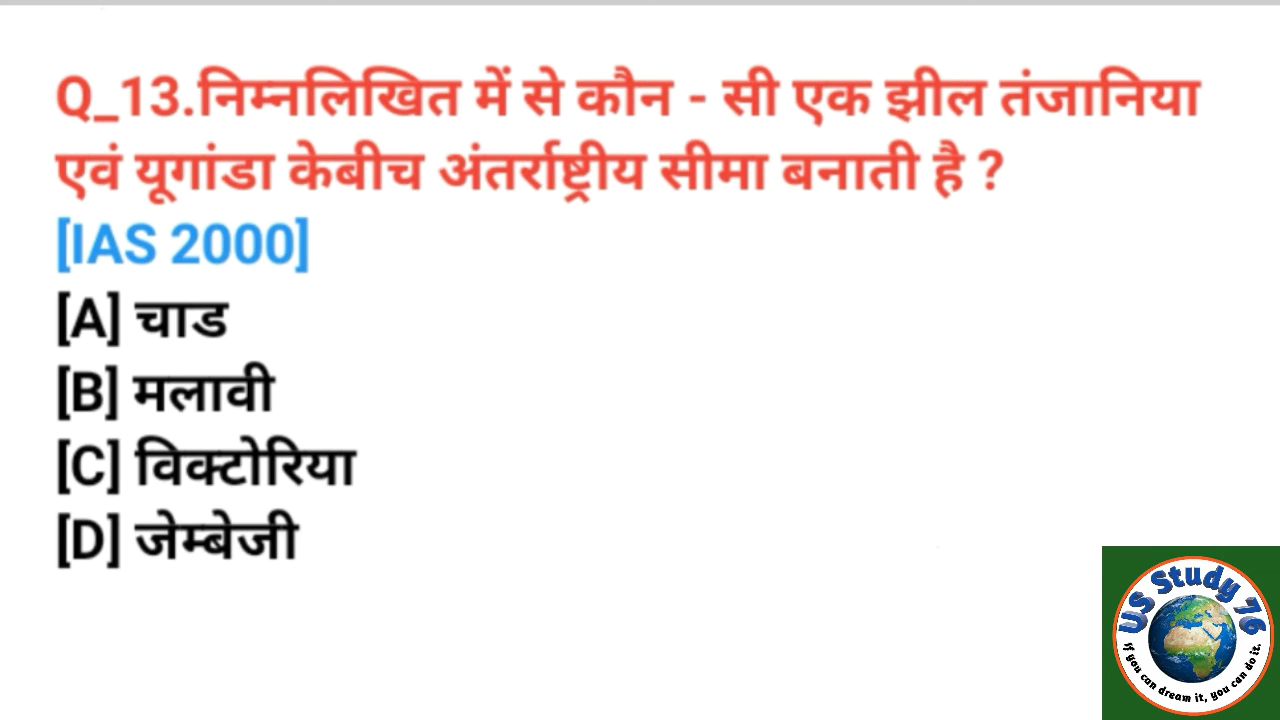 Q_13.निम्नलिखित में से कौन - सी एक झील तंजानिया
एवं यूगांडा केबीच अंतर्राष्ट्रीय सीमा बनाती है ?
[IAS 2000]
[A] चाड
[B] मलावी
[C] विक्टोरिया
[D] जेम्बेजी
US Study 76
If you can dream it, you can do it.